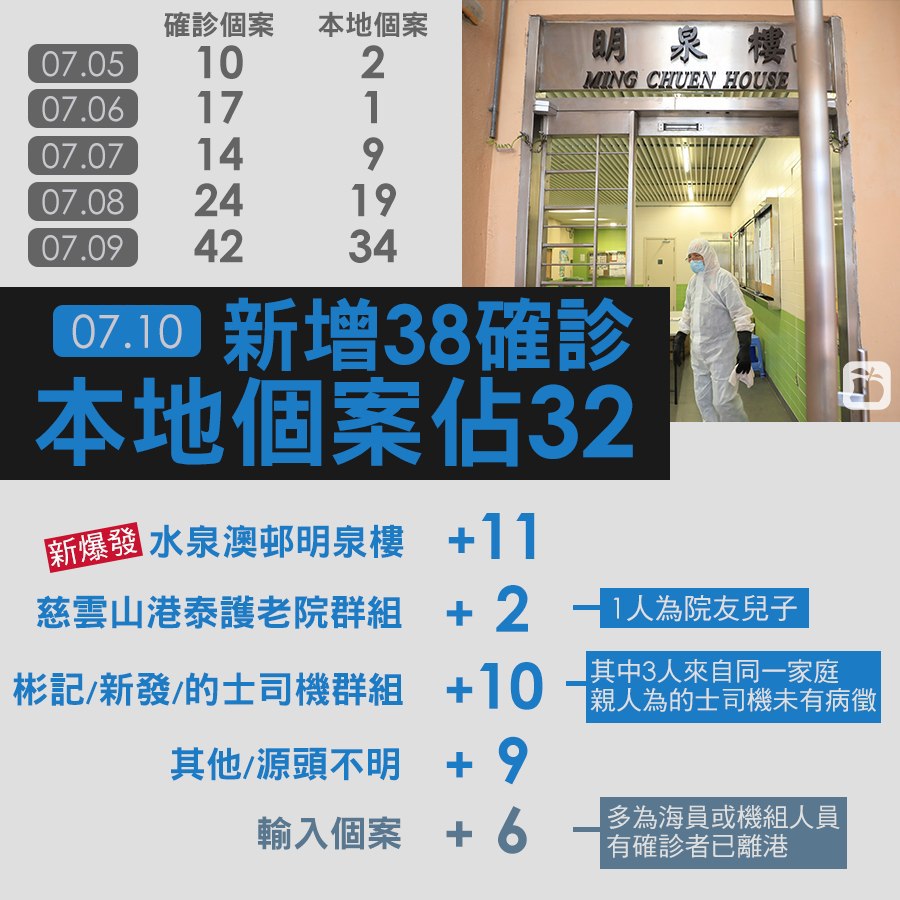 確診個案 本地個案
07.05 10 2
07.06 17 1
07.07 14 9
07.08 24 19
07.09 42 34
明泉樓
MING CHUEN HOUSE
07.10 新增38確診
本地個案佔32
新爆發 水泉澳邨明泉樓 +11
慈雲山港泰護老院群組 + 2 1人為院友兒子
彬記/新發/的士司機群組 +10 其中3人來自同一家庭
親人為的士司機未有病徵
其他/源頭不明 + 9
輸入個案 + 6 多為海員或機組人員
有確診者已離港